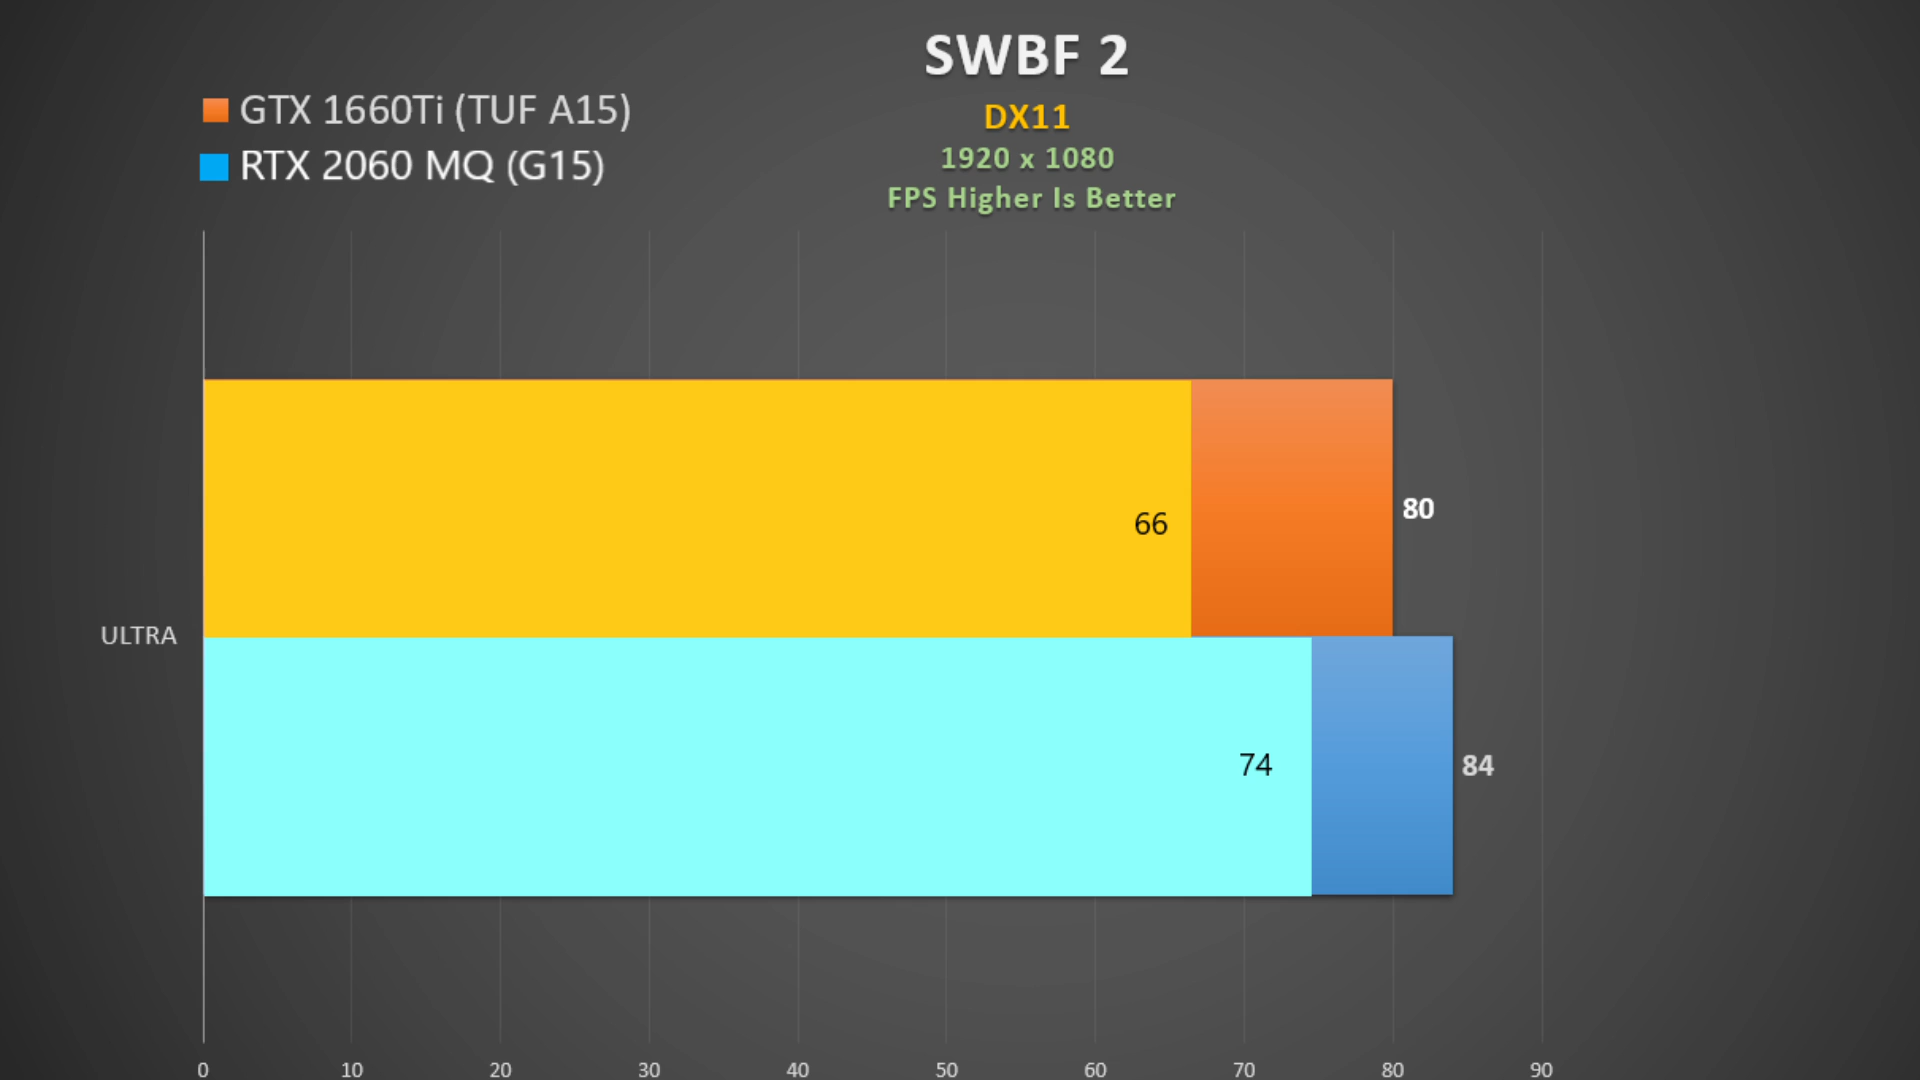 SWBF 2
DX11
1920 x 1080
FPS Higher Is Better
GTX 1660Ti (TUF A15)
RTX 2060 MQ (G15)
66
80
ULTRA
74
84
0 10 20 30 40 50 60 70 80 90